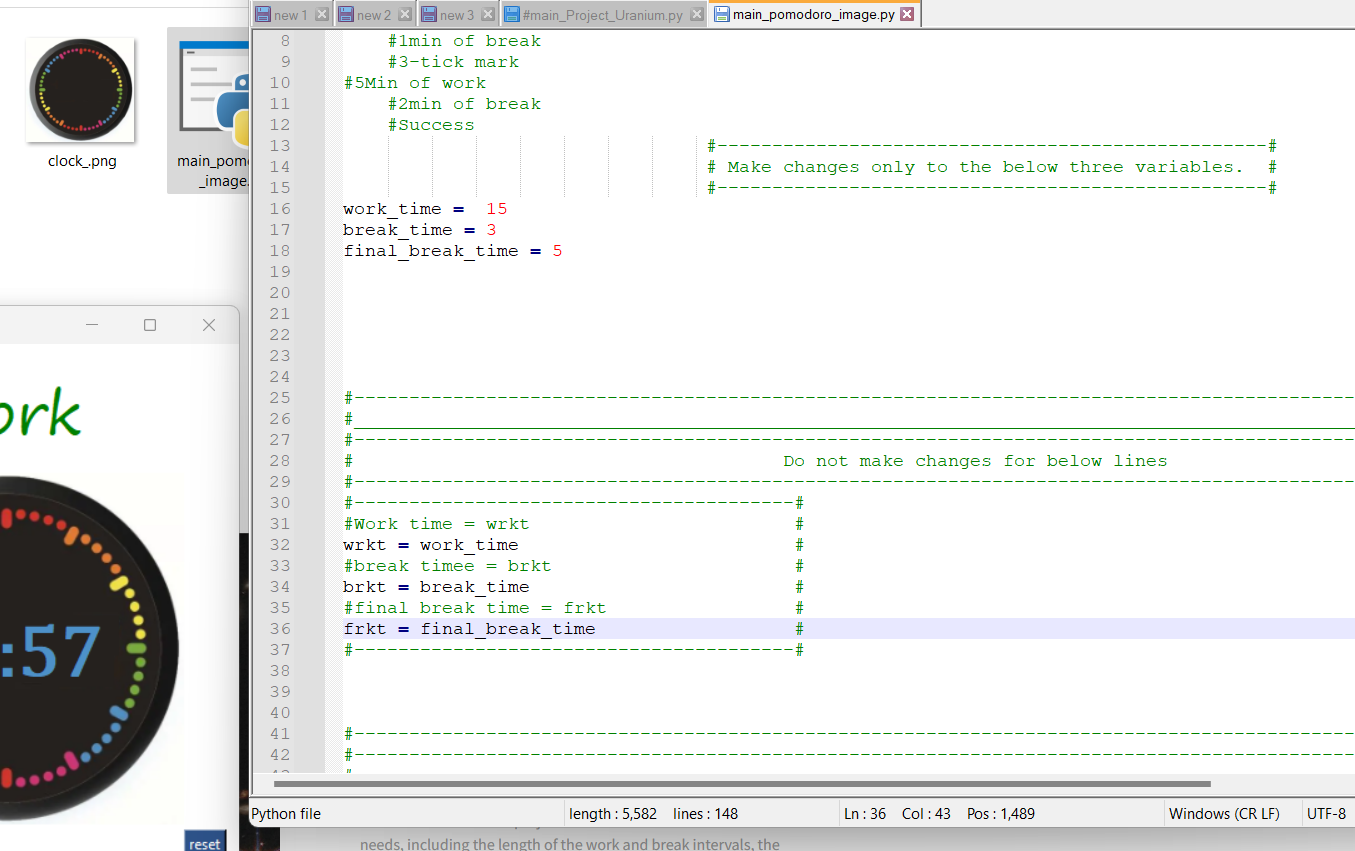 new 1
new 2
new 3
#main_Project_Uranium.py
main_pomodoro_image.py
clock_.png
main_pom
_image.
8 #1min of break
9 #3-tick mark
10 #5Min of work
11 #2min of break
12 #Success
13 #--------------------------------------------------#
14 # Make changes only to the below three variables. #
15 #--------------------------------------------------#
16 work_time = 15
17 break_time = 3
18 final_break_time = 5
19
20
21
22
23
24
25 #--------------------------------------------------------------------------------------------
26 #____________________________________________________________________________________________
27 #--------------------------------------------------------------------------------------------
28 # Do not make changes for below lines
29 #--------------------------------------------------------------------------------------------
30 #----------------------------------------#
31 #Work time = wrkt #
32 wrkt = work_time #
33 #break timee = brkt #
34 brkt = break_time #
35 #final break time = frkt #
36 frkt = final_break_time #
37 #----------------------------------------#
38
39
40
41 #--------------------------------------------------------------------------------------------
42 #--------------------------------------------------------------------------------------------
ork
:57
reset
Python file
length : 5,582 lines : 148
Ln : 36 Col : 43 Pos : 1,489
Windows (CR LF)
UTF-8
needs, including the length of the work and break intervals, the